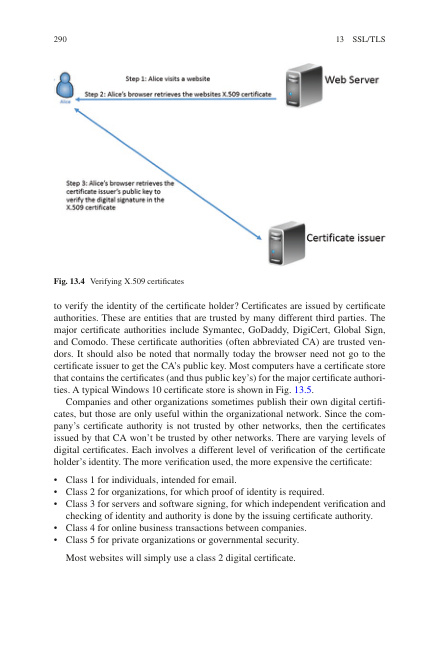 290
13 SSL/TLS
Step 1: Alice visits a website
Web Server
Step 2: Alice's browser retrieves the websites X.509 certificate
Alice
Step 3: Alice's browser retrieves the
certificate issuer's public key to
verify the digital signature in the
X.509 certificate
Certificate issuer
Fig. 13.4 Verifying X.509 certificates
to verify the identity of the certificate holder? Certificates are issued by certificate
authorities. These are entities that are trusted by many different third parties. The
major certificate authorities include Symantec, GoDaddy, DigiCert, Global Sign,
and Comodo. These certificate authorities (often abbreviated CA) are trusted ven-
dors. It should also be noted that normally today the browser need not go to the
certificate issuer to get the CA's public key. Most computers have a certificate store
that contains the certificates (and thus public key's) for the major certificate authori-
ties. A typical Windows 10 certificate store is shown in Fig. 13.5.
Companies and other organizations sometimes publish their own digital certifi-
cates, but those are only useful within the organizational network. Since the com-
pany's certificate authority is not trusted by other networks, then the certificates
issued by that CA won't be trusted by other networks. There are varying levels of
digital certificates. Each involves a different level of verification of the certificate
holder's identity. The more verification used, the more expensive the certificate:
• Class 1 for individuals, intended for email.
• Class 2 for organizations, for which proof of identity is required.
• Class 3 for servers and software signing, for which independent verification and
checking of identity and authority is done by the issuing certificate authority.
• Class 4 for online business transactions between companies.
• Class 5 for private organizations or governmental security.
Most websites will simply use a class 2 digital certificate.